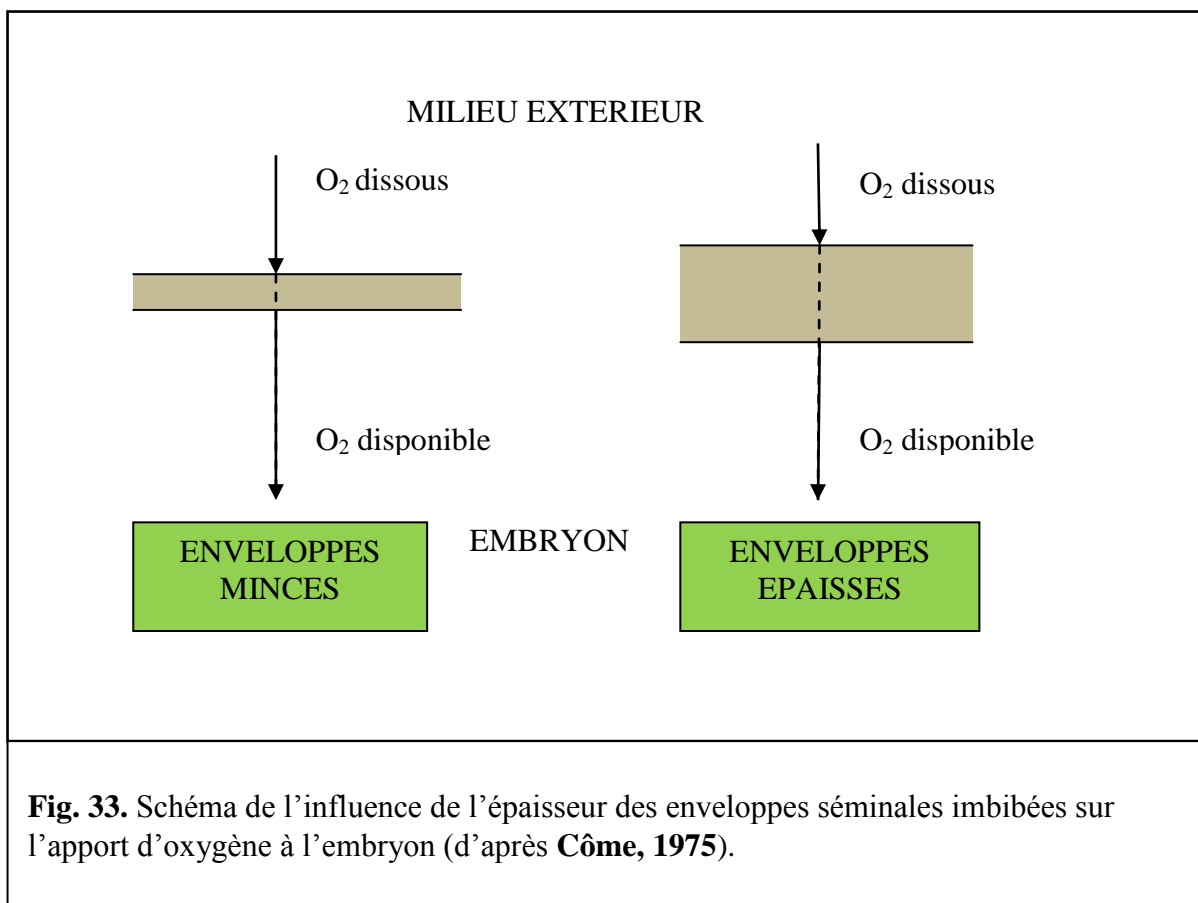 MILIEU EXTERIEUR
O₂ dissous
O₂ dissous
O₂ disponible
O₂ disponible
ENVELOPPES
MINCES
EMBRYON
ENVELOPPES
EPAISSES
Fig. 33. Schéma de l’influence de l’épaisseur des enveloppes séminales imbibées sur
l’apport d’oxygène à l’embryon (d’après Côme, 1975).